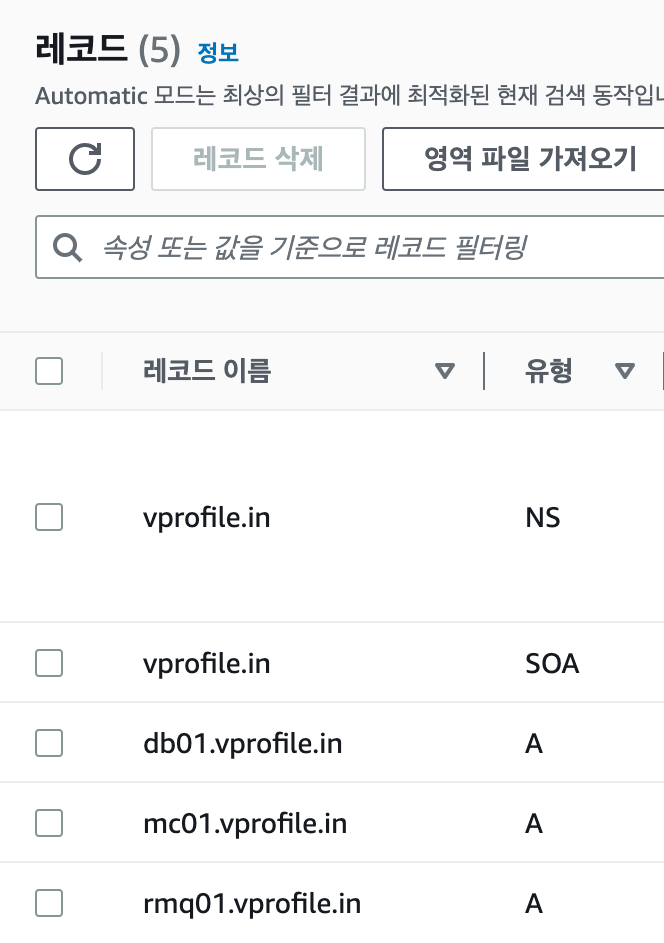 레코드 (5) 정보
Automatic 모드는 최상의 필터 결과에 최적화된 현재 검색 동작입니
레코드 삭제 영역 파일 가져오기
속성 또는 값을 기준으로 레코드 필터링
레코드 이름 유형
vprofile.in NS
vprofile.in SOA
db01.vprofile.in A
mc01.vprofile.in A
rmq01.vprofile.in A